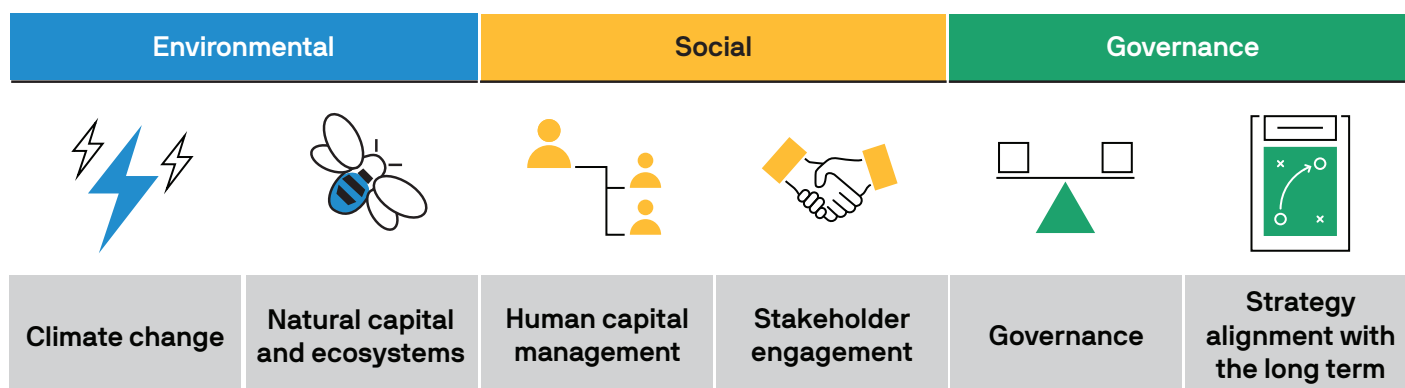 Environmental
Social
Governance
Climate change
Natural capital
and ecosystems
Human capital
management
Stakeholder
engagement
Governance
Strategy
alignment with
the long term